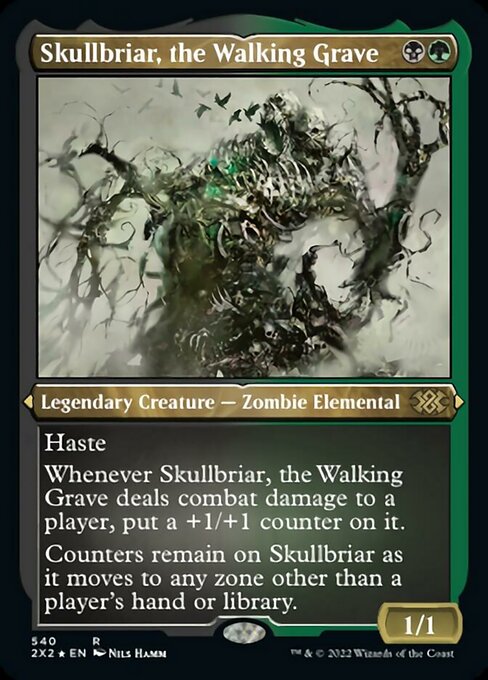 Skullbriar, the Walking Grave
Legendary Creature — Zombie Elemental
Haste
Whenever Skullbriar, the Walking
Grave deals combat damage to a
player, put a +1/+1 counter on it.
Counters remain on Skullbriar as
it moves to any zone other than a
player's hand or library.
1/1
540 R
2X2 ★ EN Nils Hamm
™ & © 2022 Wizards of the Coast